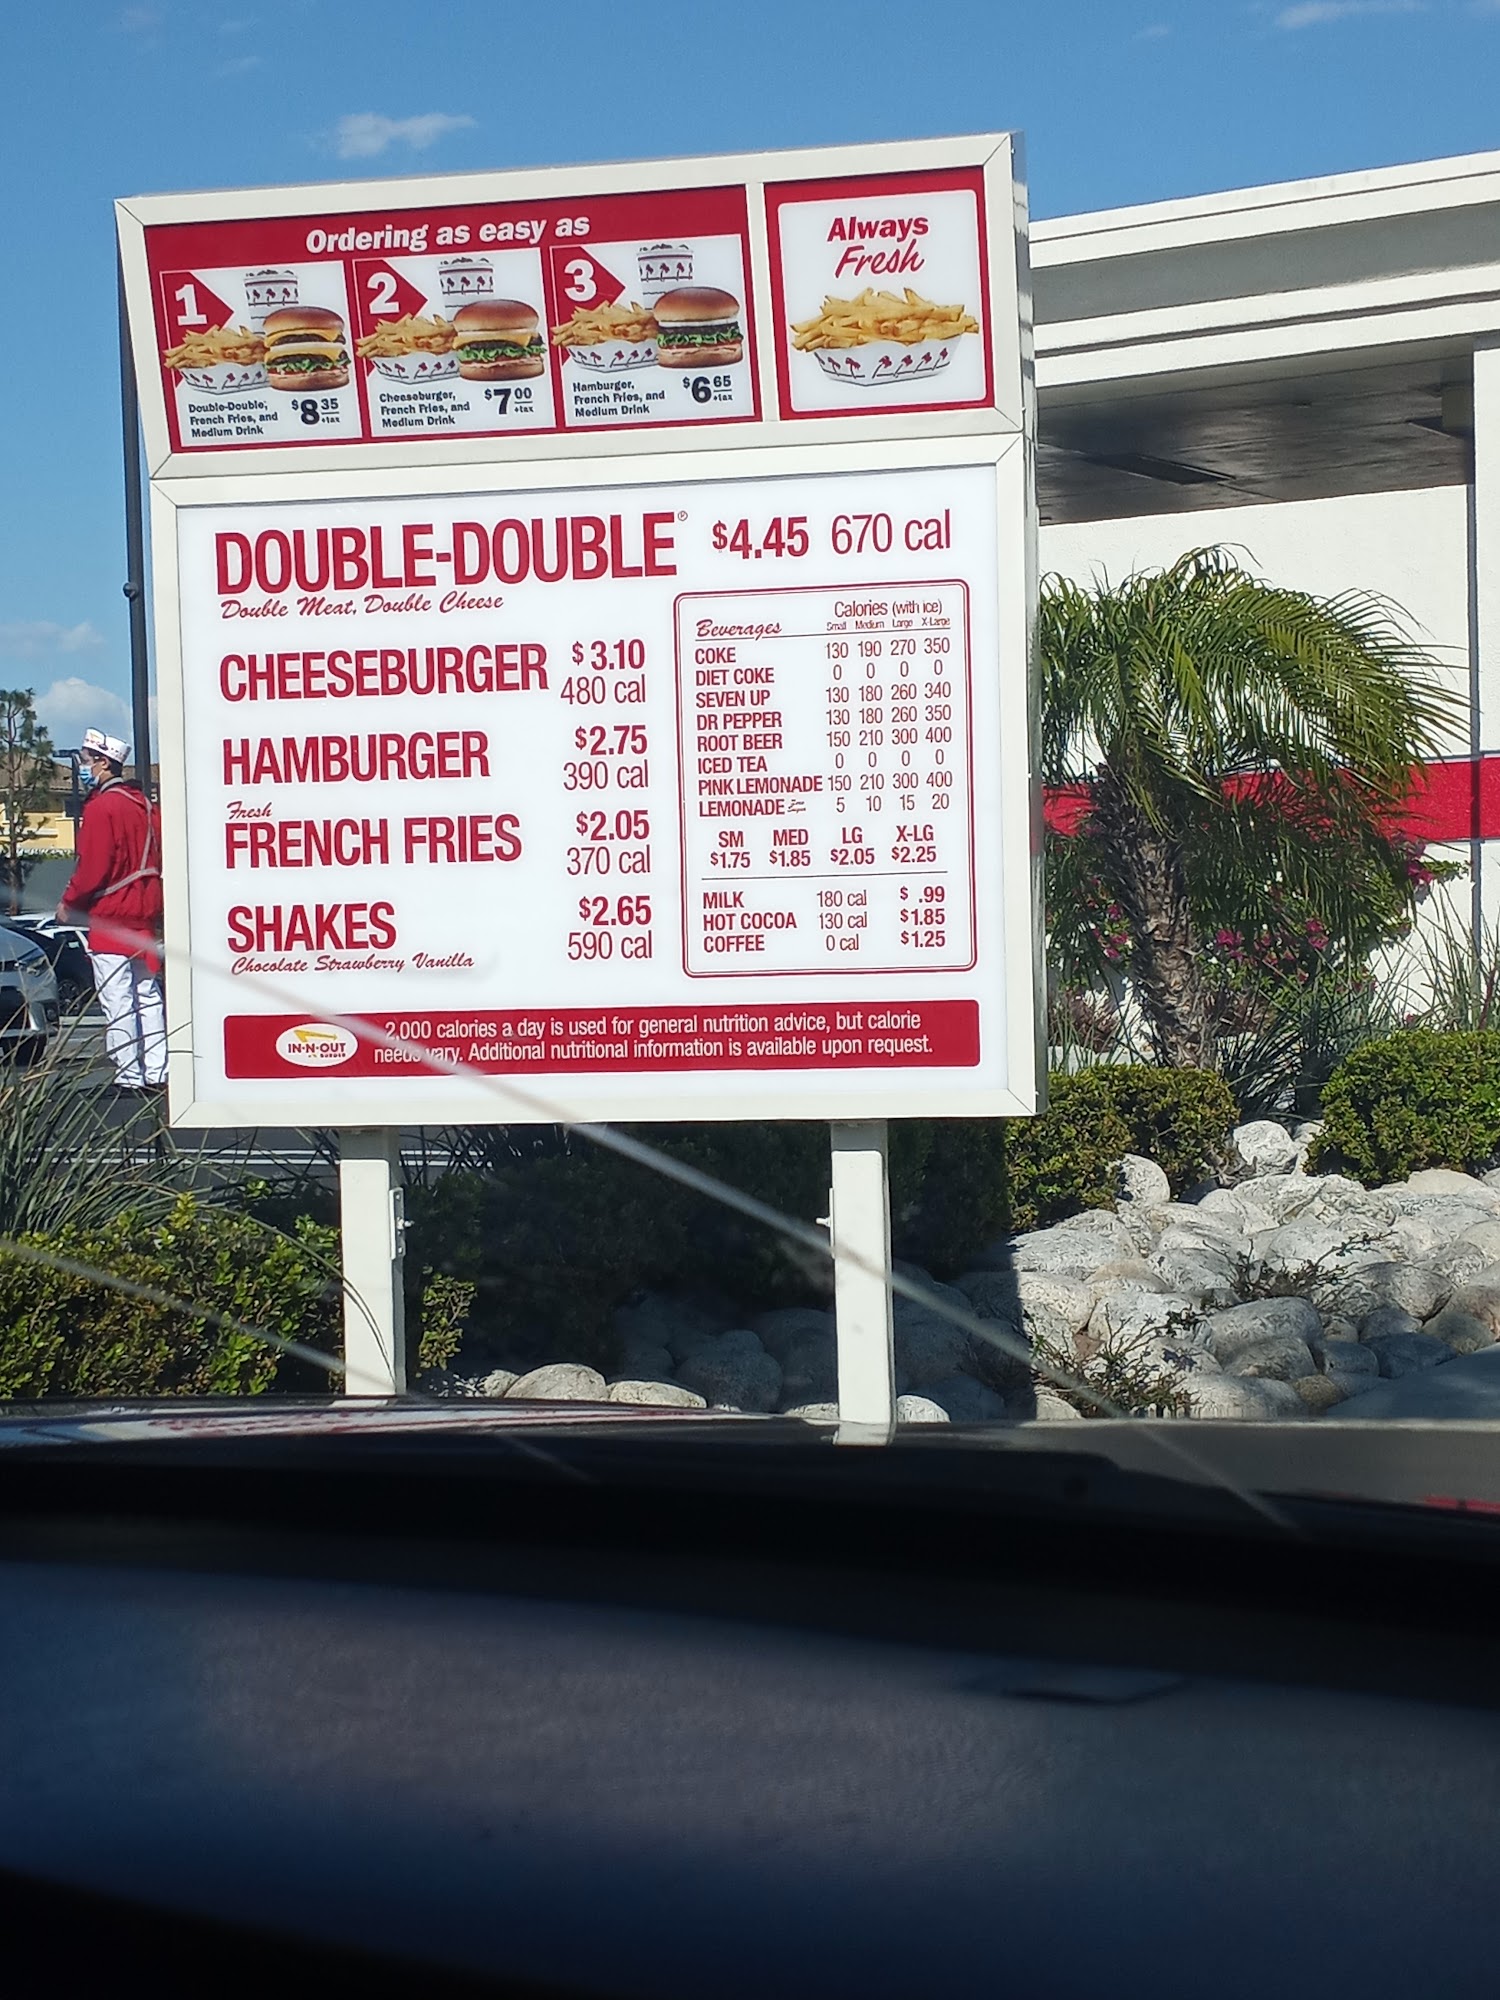 Ordering as easy as
1
Double-Double,
French Fries, and
Medium Drink
$8 35
+tax
2
Cheeseburger,
French Fries, and
Medium Drink
$7 00
+tax
3
Hamburger,
French Fries, and
Medium Drink
$6 65
+tax
Always
Fresh
DOUBLE-DOUBLE® $4.45 670 cal
Double Meat, Double Cheese
CHEESEBURGER $3.10
480 cal
HAMBURGER $2.75
390 cal
Fresh
FRENCH FRIES $2.05
370 cal
SHAKES $2.65
590 cal
Chocolate Strawberry Vanilla
Beverages Calories (with ice)
Small Medium Large X-Large
COKE 130 190 270 350
DIET COKE 0 0 0 0
SEVEN UP 130 180 260 340
DR PEPPER 130 180 260 350
ROOT BEER 150 210 300 400
ICED TEA 0 0 0 0
PINK LEMONADE 150 210 300 400
LEMONADE 5 10 15 20
SM MED LG X-LG
$1.75 $1.85 $2.05 $2.25
MILK 180 cal $ .99
HOT COCOA 130 cal $1.85
COFFEE 0 cal $1.25
IN-N-OUT
BURGER
2,000 calories a day is used for general nutrition advice, but calorie
needs vary. Additional nutritional information is available upon request.